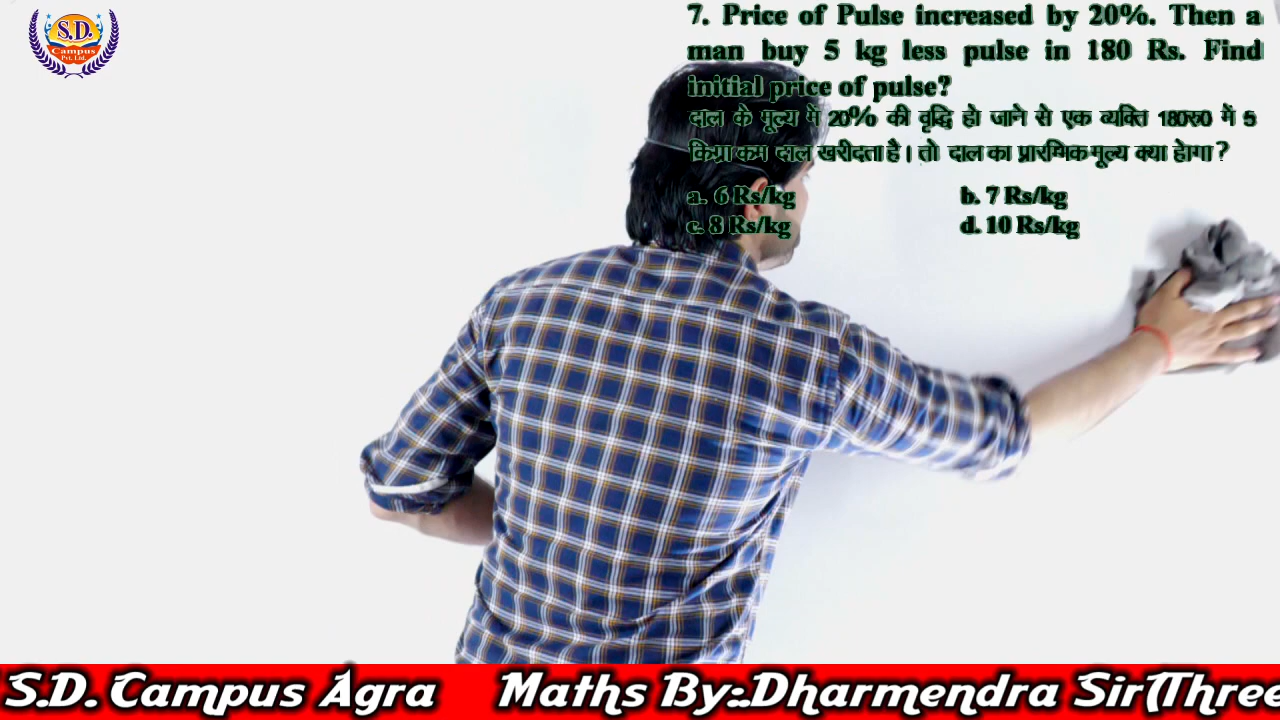 S.D.
Campus
Pvt. Ltd.
7. Price of Pulse increased by 20%. Then a
man buy 5 kg less pulse in 180 Rs. Find
initial price of pulse?
दाल के मूल्य में 20% की वृद्धि हो जाने से एक व्यक्ति 180रु0 में 5
किग्रा कम दाल खरीदता है। तो दाल का प्रारम्भिक मूल्य क्या होगा?
a. 6 Rs/kg b. 7 Rs/kg
c. 8 Rs/kg d. 10 Rs/kg
S.D. Campus Agra Maths By:.Dharmendra Sir(Three